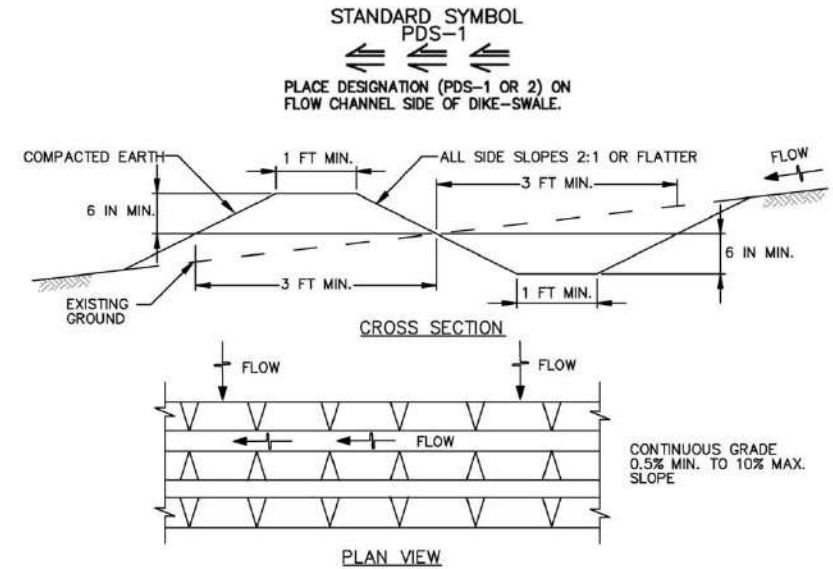 STANDARD SYMBOL
PDS-1
PLACE DESIGNATION (PDS-1 OR 2) ON
FLOW CHANNEL SIDE OF DIKE-SWALE.
COMPACTED EARTH
1 FT MIN.
ALL SIDE SLOPES 2:1 OR FLATTER
FLOW
3 FT MIN.
6 IN MIN.
6 IN MIN.
3 FT MIN.
1 FT MIN.
EXISTING
GROUND
CROSS SECTION
FLOW
FLOW
FLOW
CONTINUOUS GRADE
0.5% MIN. TO 10% MAX.
SLOPE
PLAN VIEW